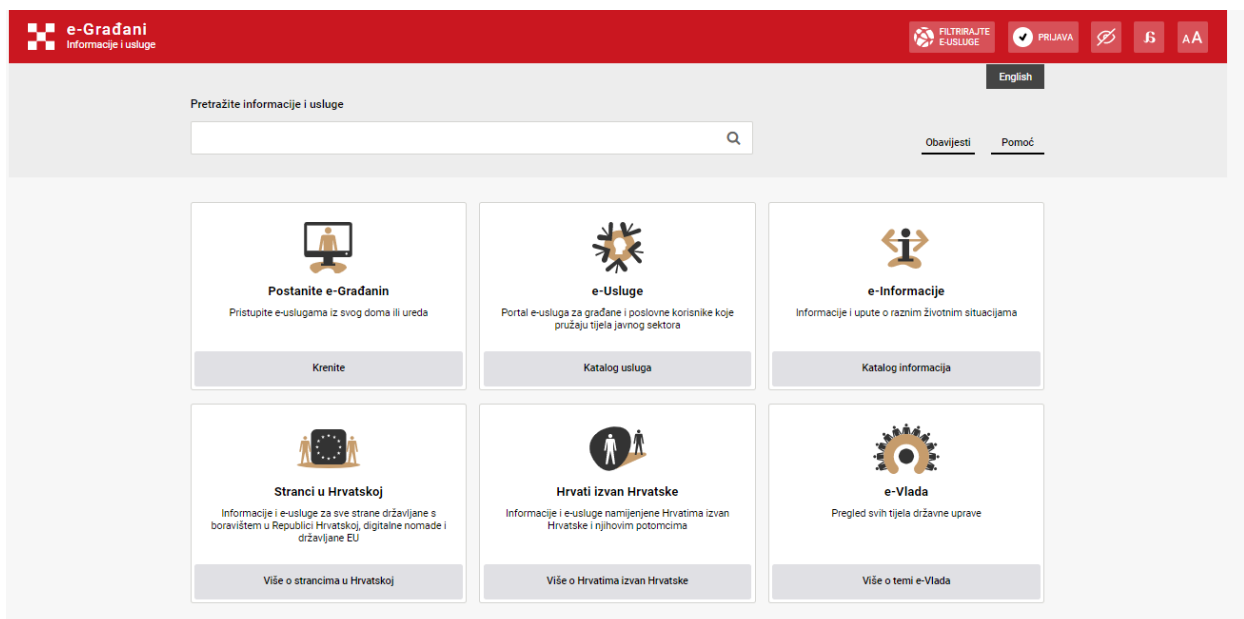 e-Građani
Informacije i usluge
FILTRIRAJTE
E-USLUGE
PRIJAVA
AA
English
Pretražite informacije i usluge
Obavijesti
Pomoć
Postanite e-Građanin
Pristupite e-uslugama iz svog doma ili ureda
Krenite
e-Usluge
Portal e-usluga za građane i poslovne korisnike koje
pružaju tijela javnog sektora
Katalog usluga
e-Informacije
Informacije i upute o raznim životnim situacijama
Katalog informacija
Stranci u Hrvatskoj
Informacije i e-usluge za sve strane državljane s
boravištem u Republici Hrvatskoj, digitalne nomade i
državljane EU
Više o strancima u Hrvatskoj
Hrvati izvan Hrvatske
Informacije i e-usluge namijenjene Hrvatima izvan
Hrvatske i njihovim potomcima
Više o Hrvatima izvan Hrvatske
e-Vlada
Pregled svih tijela državne uprave
Više o temi e-Vlada